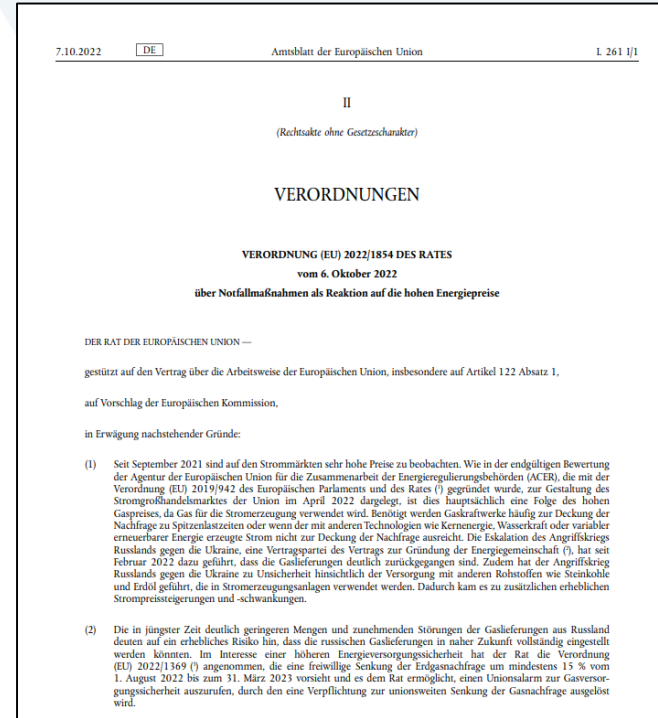 7.10.2022 DE Amtsblatt der Europäischen Union L 261 I/1
II
(Rechtsakte ohne Gesetzescharakter)
VERORDNUNGEN
VERORDNUNG (EU) 2022/1854 DES RATES
vom 6. Oktober 2022
über Notfallmaßnahmen als Reaktion auf die hohen Energiepreise
DER RAT DER EUROPÄISCHEN UNION —
gestützt auf den Vertrag über die Arbeitsweise der Europäischen Union, insbesondere auf Artikel 122 Absatz 1,
auf Vorschlag der Europäischen Kommission,
in Erwägung nachstehender Gründe:
(1) Seit September 2021 sind auf den Strommärkten sehr hohe Preise zu beobachten. Wie in der endgültigen Bewertung
der Agentur der Europäischen Union für die Zusammenarbeit der Energieregulierungsbehörden (ACER), die mit der
Verordnung (EU) 2019/942 des Europäischen Parlaments und des Rates (¹) gegründet wurde, zur Gestaltung des
Stromgroßhandelsmarktes der Union im April 2022 dargelegt, ist dies hauptsächlich eine Folge des hohen
Gaspreises, da Gas für die Stromerzeugung verwendet wird. Benötigt werden Gaskraftwerke häufig zur Deckung der
Nachfrage zu Spitzenlastzeiten oder wenn der mit anderen Technologien wie Kernenergie, Wasserkraft oder variabler
erneuerbarer Energie erzeugte Strom nicht zur Deckung der Nachfrage ausreicht. Die Eskalation des Angriffskriegs
Russlands gegen die Ukraine, eine Vertragspartei des Vertrags zur Gründung der Energiegemeinschaft (²), hat seit
Februar 2022 dazu geführt, dass die Gaslieferungen deutlich zurückgegangen sind. Zudem hat der Angriffskrieg
Russlands gegen die Ukraine zu Unsicherheit hinsichtlich der Versorgung mit anderen Rohstoffen wie Steinkohle
und Erdöl geführt, die in Stromerzeugungsanlagen verwendet werden. Dadurch kam es zu zusätzlichen erheblichen
Strompreissteigerungen und -schwankungen.
(2) Die in jüngster Zeit deutlich geringeren Mengen und zunehmenden Störungen der Gaslieferungen aus Russland
deuten auf ein erhebliches Risiko hin, dass die russischen Gaslieferungen in naher Zukunft vollständig eingestellt
werden könnten. Im Interesse einer höheren Energieversorgungssicherheit hat der Rat die Verordnung
(EU) 2022/1369 (³) angenommen, die eine freiwillige Senkung der Erdgasnachfrage um mindestens 15 % vom
1. August 2022 bis zum 31. März 2023 vorsieht und es dem Rat ermöglicht, einen Unionsalarm zur Gasversor-
gungssicherheit auszurufen, durch den eine Verpflichtung zur unionsweiten Senkung der Gasnachfrage ausgelöst
wird.